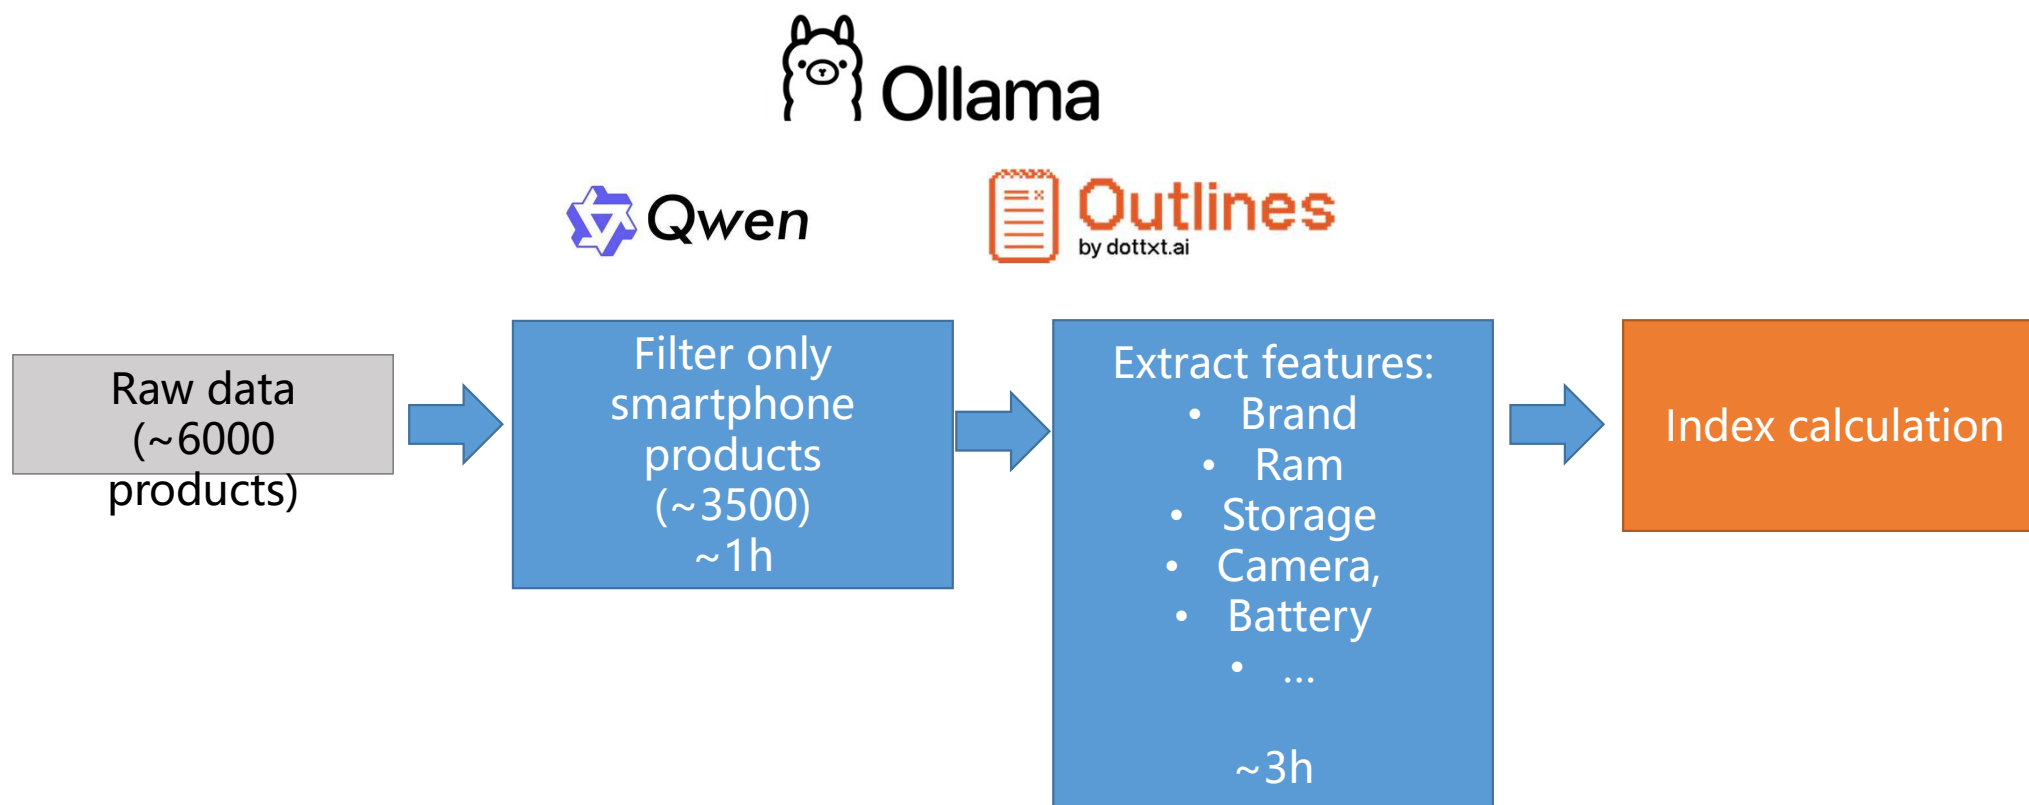 Ollama
Qwen
Outlines
by dottxt.ai
Raw data
(~6000
products)
Filter only
smartphone
products
(~3500)
~1h
Extract features:
• Brand
• Ram
• Storage
• Camera,
• Battery
• ...
~3h
Index calculation